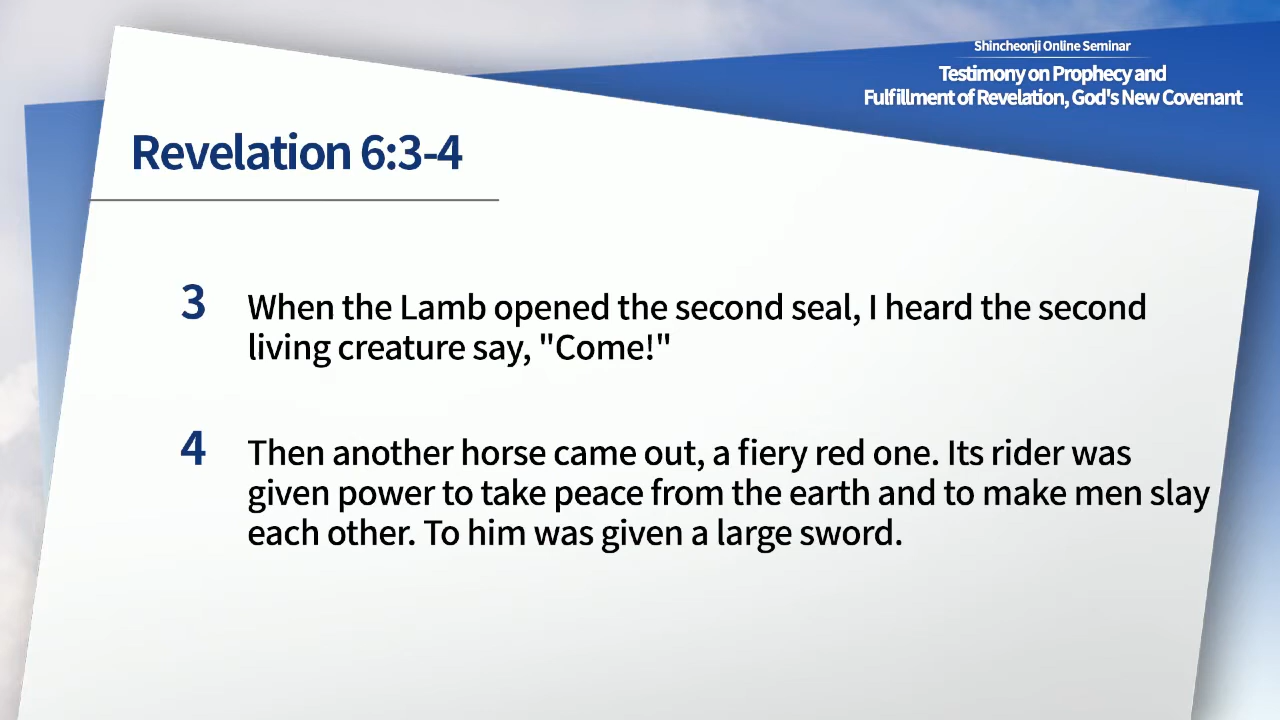 Shincheonji Online Seminar
Testimony on Prophecy and
Fulfillment of Revelation, God's New Covenant
Revelation 6:3-4
3 When the Lamb opened the second seal, I heard the second
living creature say, "Come!"
4 Then another horse came out, a fiery red one. Its rider was
given power to take peace from the earth and to make men slay
each other. To him was given a large sword.